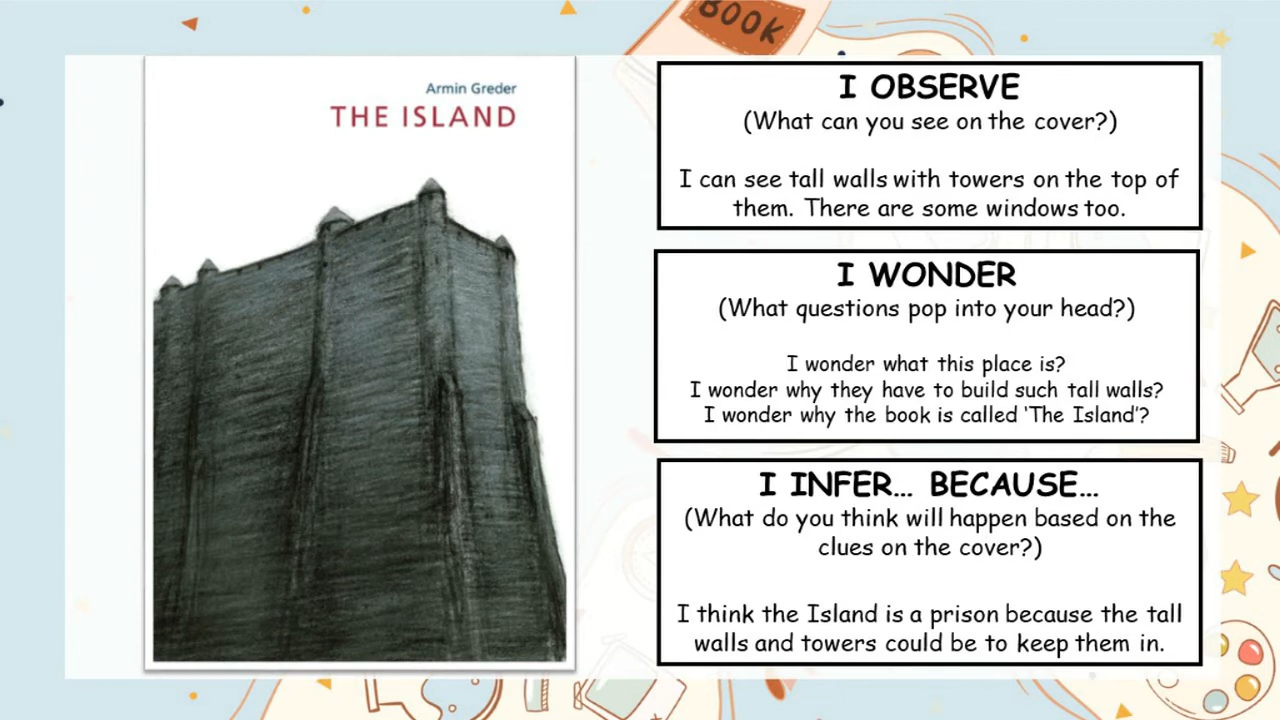 BOOK
Armin Greder
THE ISLAND
I OBSERVE
(What can you see on the cover?)
I can see tall walls with towers on the top of
them. There are some windows too.
I WONDER
(What questions pop into your head?)
I wonder what this place is?
I wonder why they have to build such tall walls?
I wonder why the book is called 'The Island'?
I INFER... BECAUSE...
(What do you think will happen based on the
clues on the cover?)
I think the Island is a prison because the tall
walls and towers could be to keep them in.